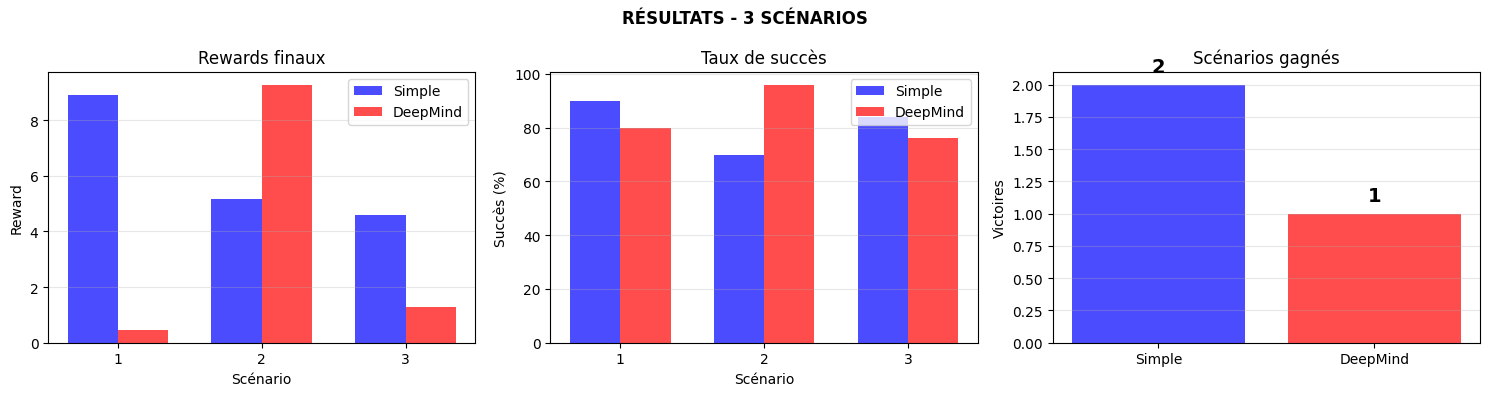 RÉSULTATS - 3 SCÉNARIOS
Rewards finaux
Reward
8
6
4
2
0
Simple
DeepMind
1
2
3
Scénario
Taux de succès
Succès (%)
100
80
60
40
20
0
Simple
DeepMind
1
2
3
Scénario
Scénarios gagnés
Victoires
2.00
1.75
1.50
1.25
1.00
0.75
0.50
0.25
0.00
2
1
Simple
DeepMind